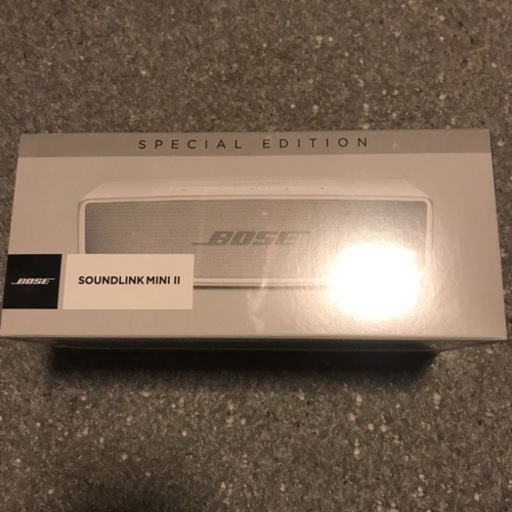 SPECIAL EDITION
BOSE
BOSE
SOUNDLINK MINI II